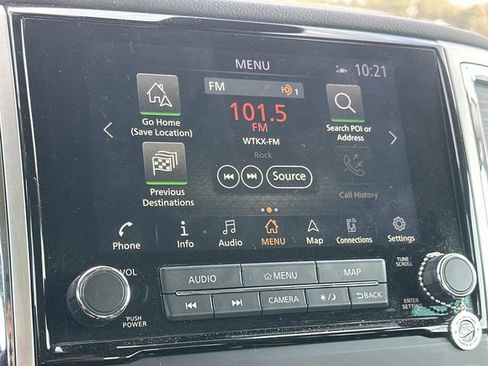 MENU
10:21
FM
HD 1
101.5
FM
WTKX-FM
Rock
Go Home
(Save Location)
Search POI or
Address
Previous
Destinations
Source
Call History
Phone
Info
Audio
MENU
Map
Connections
Settings
VOL
PUSH
POWER
AUDIO
MENU
MAP
CAMERA
BACK
TUNE
SCROLL
ENTER
SETTING